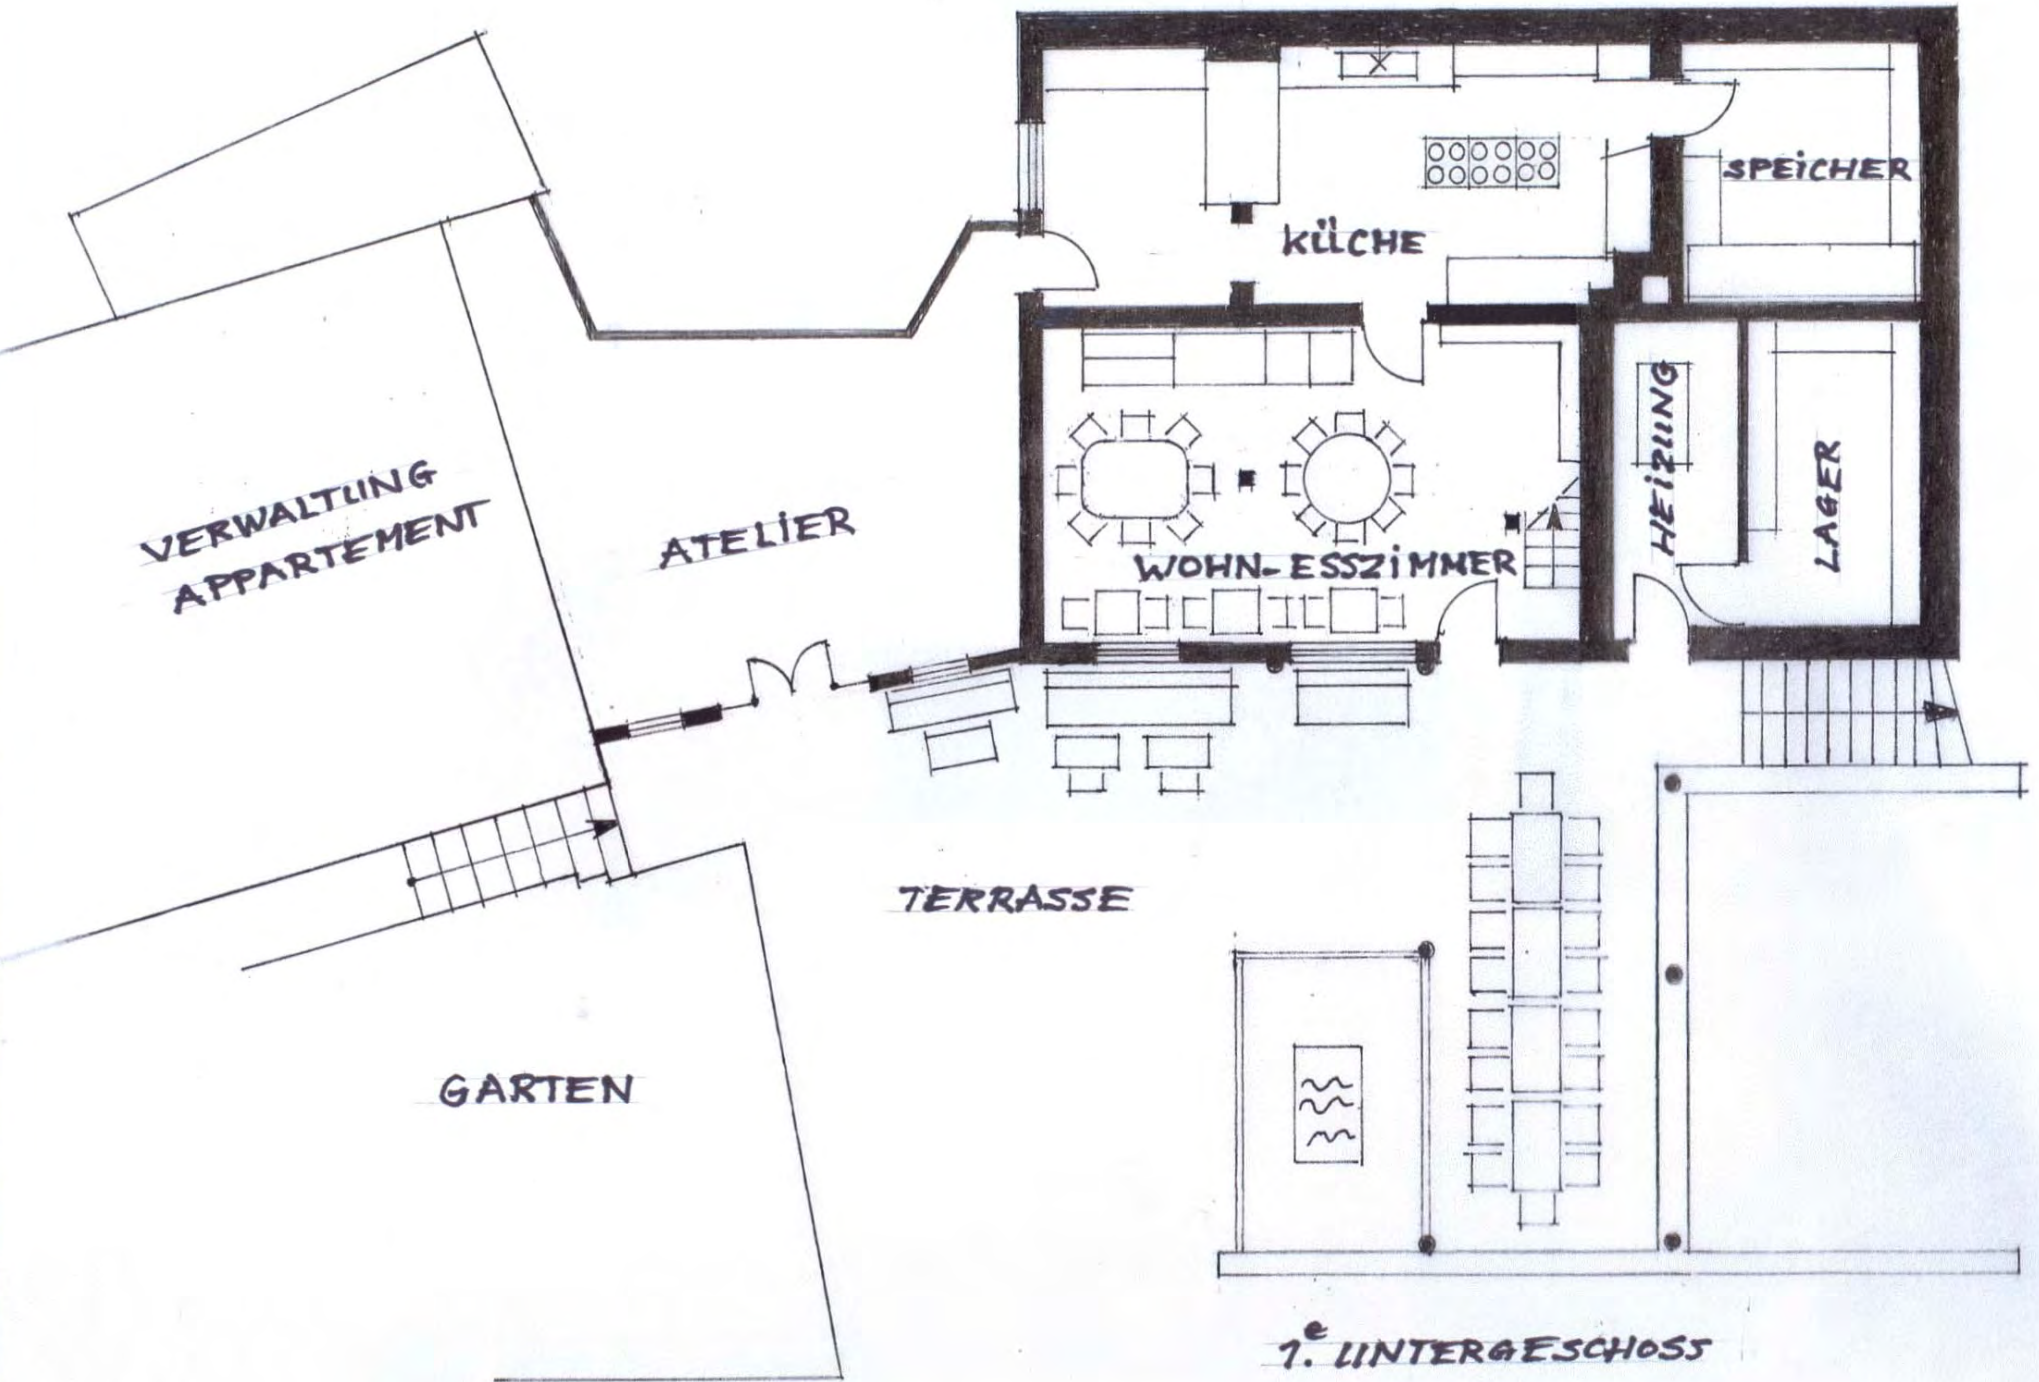 SPEiCHER
KÜCHE
HEiZUNG
LAGER
VERWALTUNG
APPARTEMENT
ATELiER
WOHN-ESSZiMMER
TERRASSE
GARTEN
1.e UNTERGESCHOSS